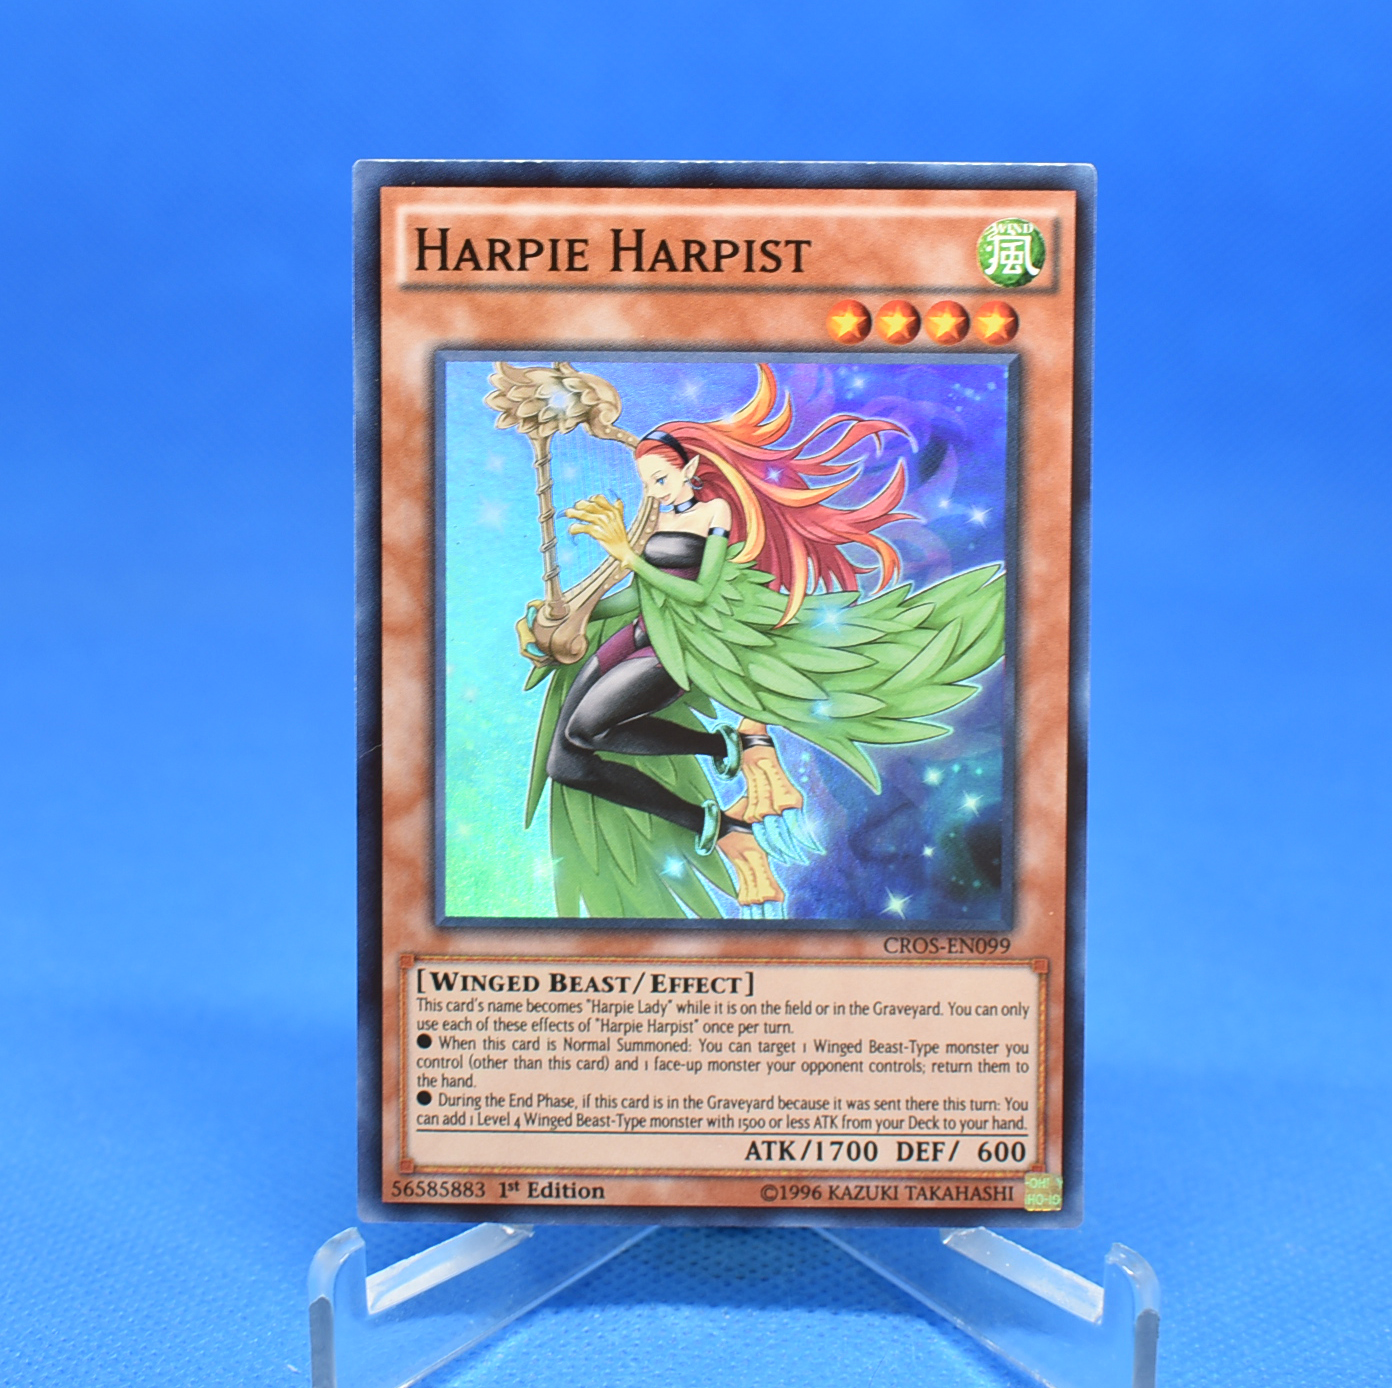 HARPIE HARPIST
WIND
風
CROS-EN099
[WINGED BEAST/EFFECT]
This card's name becomes "Harpie Lady" while it is on the field or in the Graveyard. You can only
use each of these effects of "Harpie Harpist" once per turn.
● When this card is Normal Summoned: You can target 1 Winged Beast-Type monster you
control (other than this card) and 1 face-up monster your opponent controls; return them to
the hand.
● During the End Phase, if this card is in the Graveyard because it was sent there this turn: You
can add 1 Level 4 Winged Beast-Type monster with 1500 or less ATK from your Deck to your hand.
ATK/1700 DEF/ 600
56585883 1st Edition ©1996 KAZUKI TAKAHASHI